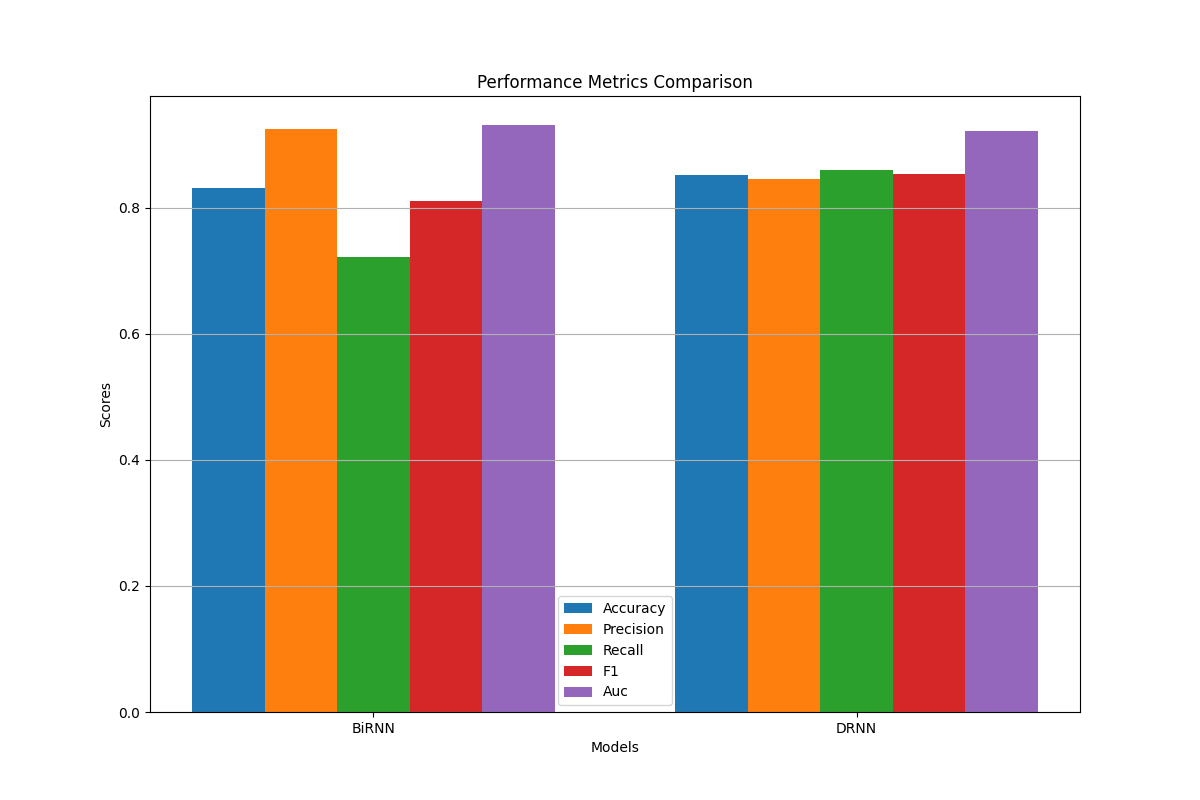 Performance Metrics Comparison
Scores
0.8
0.6
0.4
0.2
0.0
Accuracy
Precision
Recall
F1
Auc
BiRNN
DRNN
Models